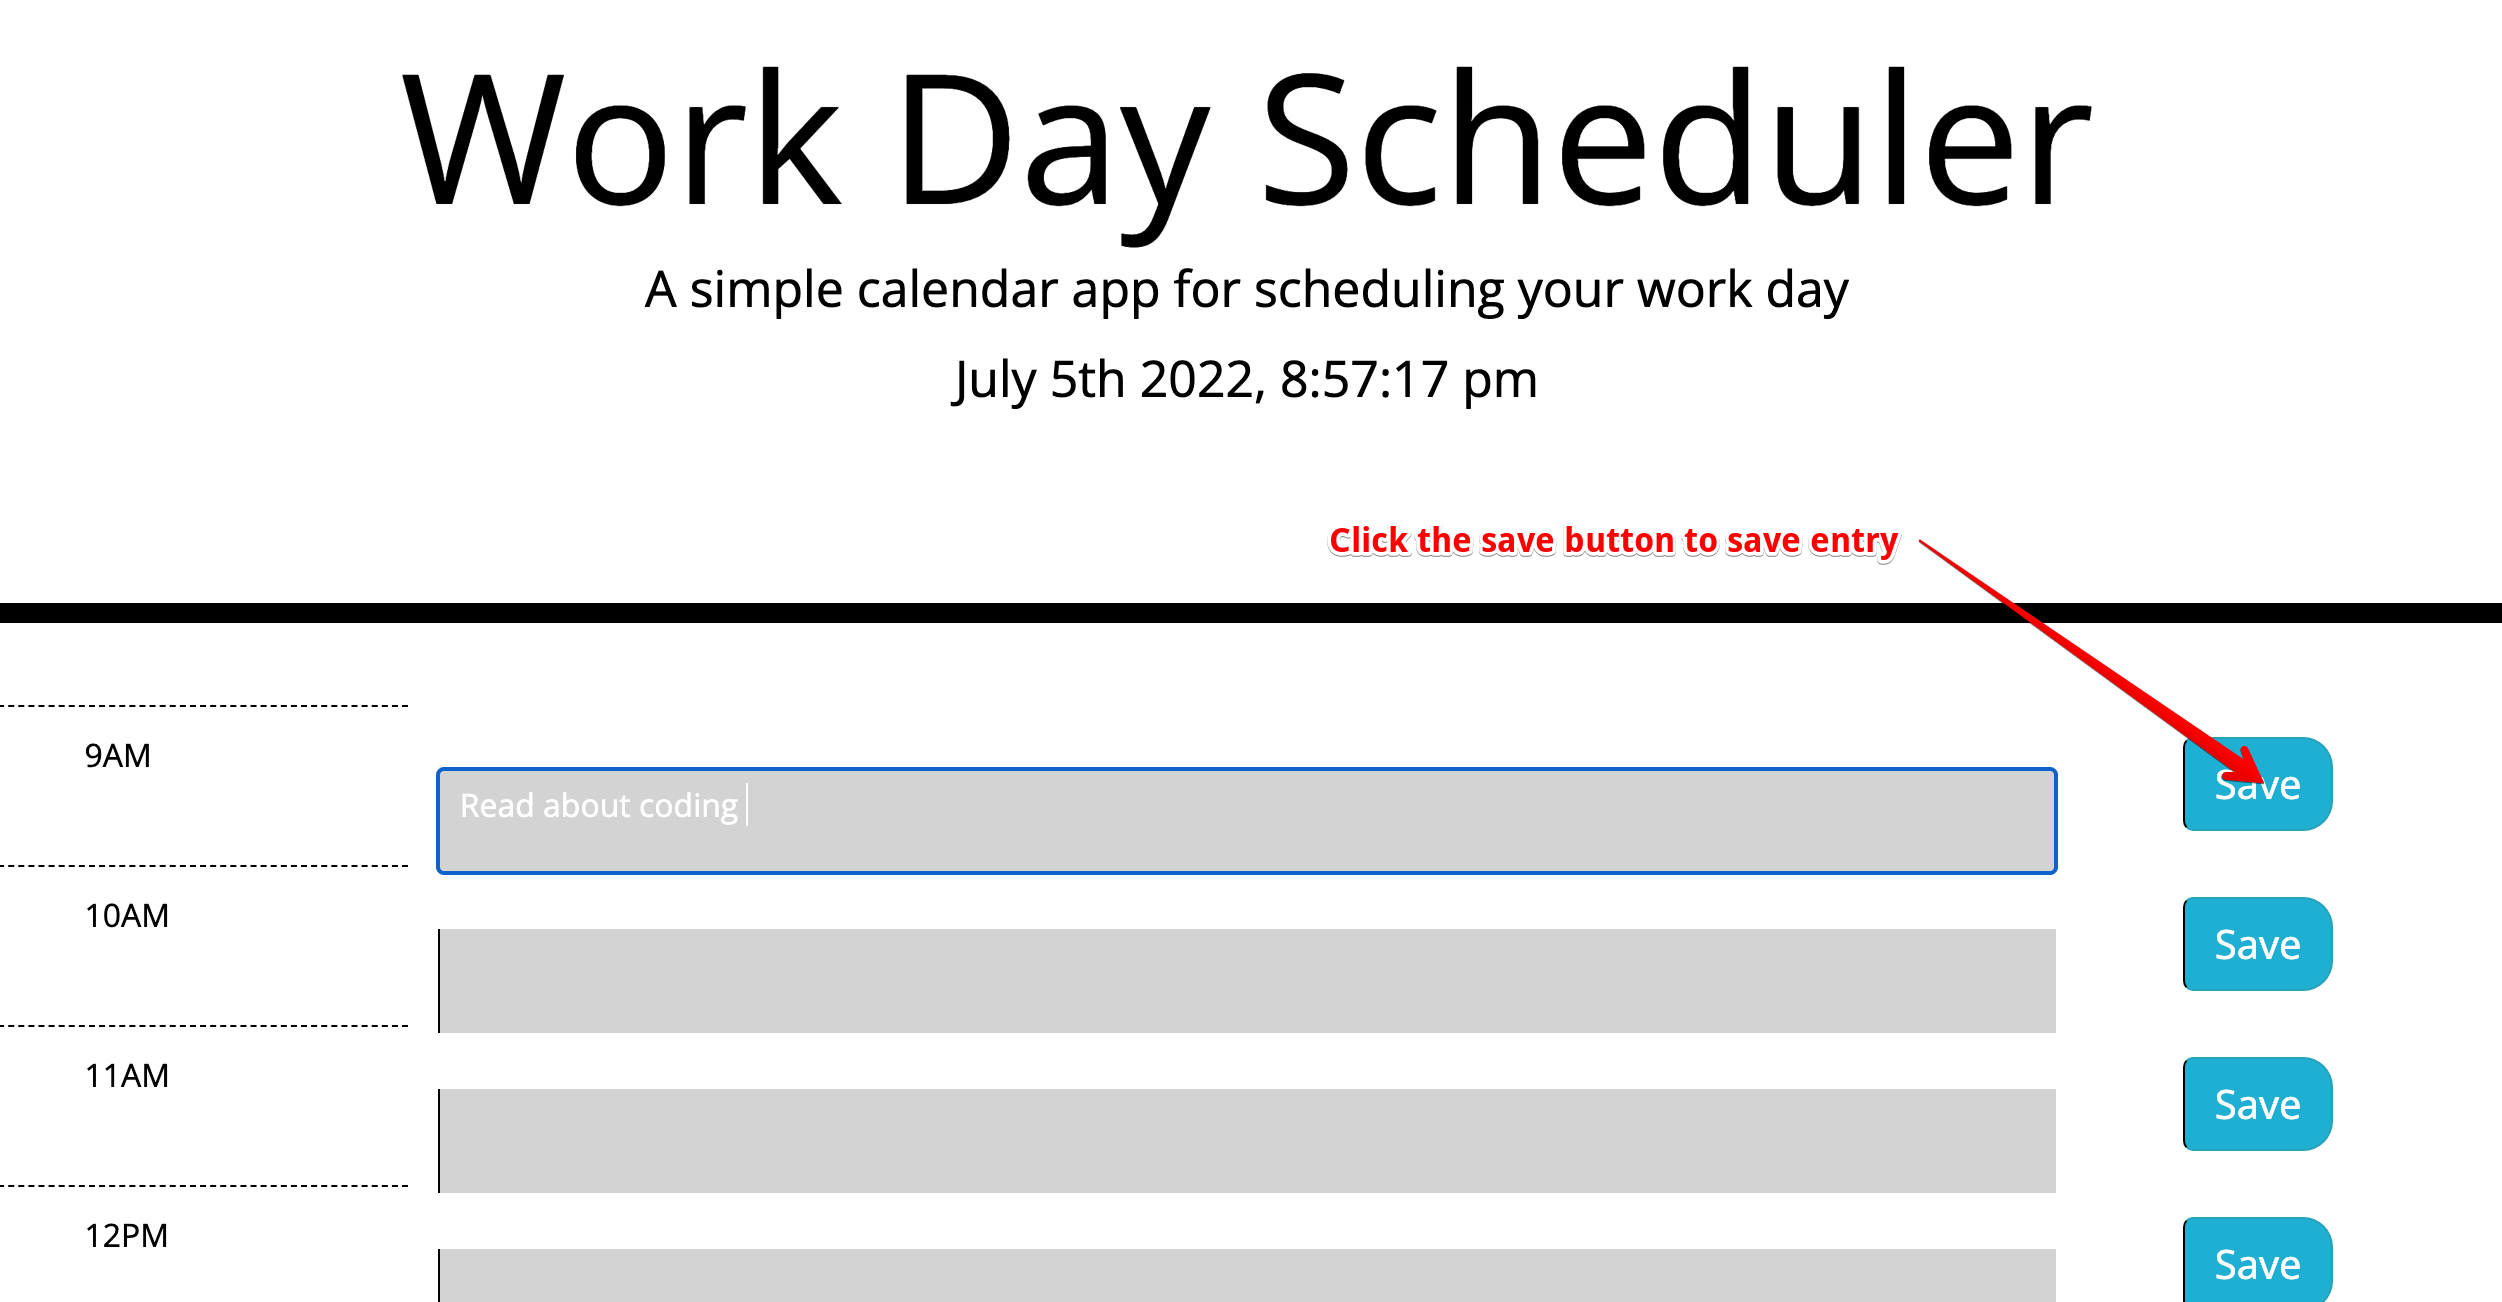 Work Day Scheduler
A simple calendar app for scheduling your work day
July 5th 2022, 8:57:17 pm
Click the save button to save entry
9AM
Read about coding
Save
10AM
Save
11AM
Save
12PM
Save